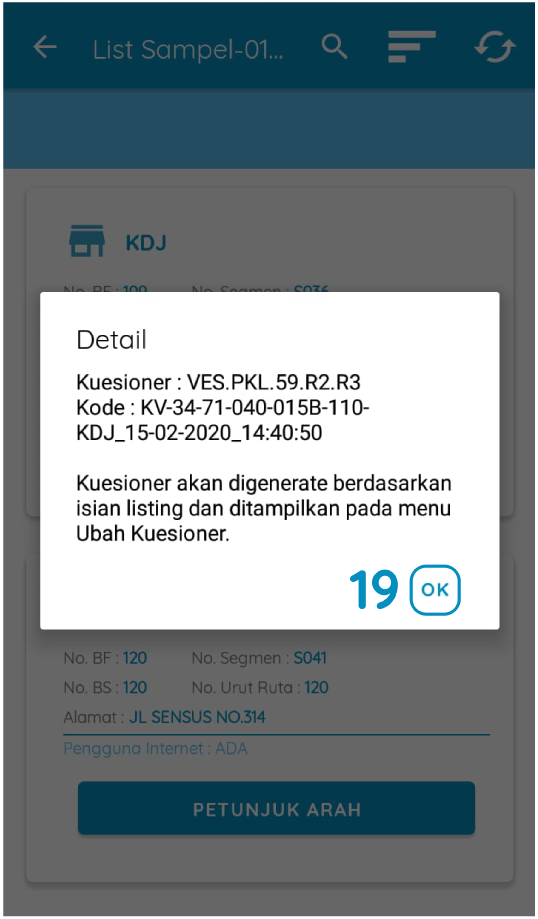 List Sampel-01...
KDJ
No. BF : 109 No. Segmen : S036
Detail
Kuesioner : VES.PKL.59.R2.R3
Kode : KV-34-71-040-015B-110-
KDJ_15-02-2020_14:40:50
Kuesioner akan digenerate berdasarkan
isian listing dan ditampilkan pada menu
Ubah Kuesioner.
19 OK
No. BF : 120 No. Segmen : S041
No. BS : 120 No. Urut Ruta : 120
Alamat : JL SENSUS NO.314
Pengguna Internet : ADA
PETUNJUK ARAH